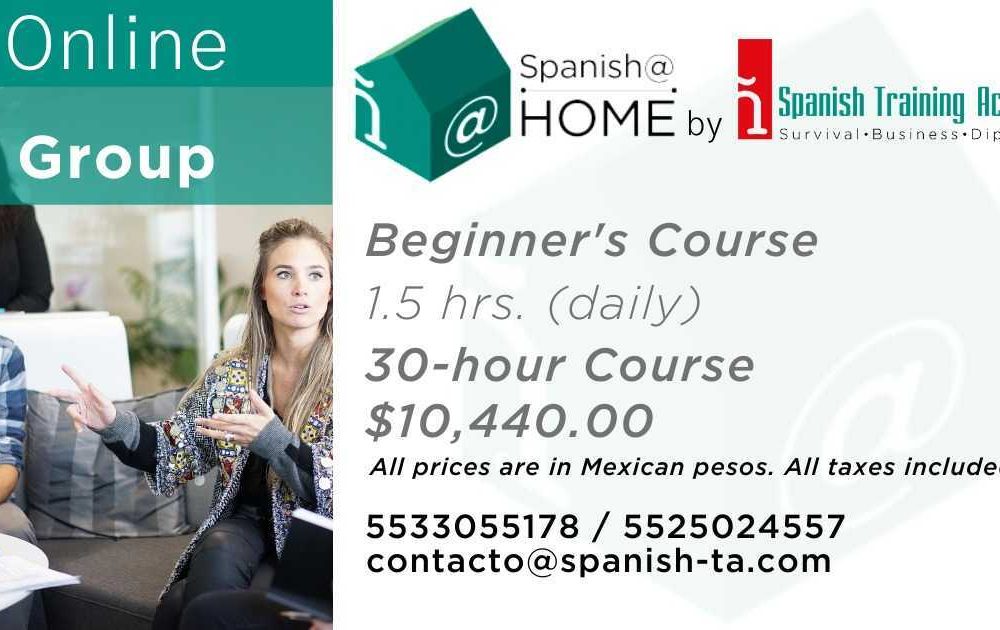 Online
Group
Spanish@
HOME by
Spanish Training Ac
Survival•Business•Dip
Beginner's Course
1.5 hrs. (daily)
30-hour Course
$10,440.00
All prices are in Mexican pesos. All taxes include
5533055178 / 5525024557
contacto@spanish-ta.com